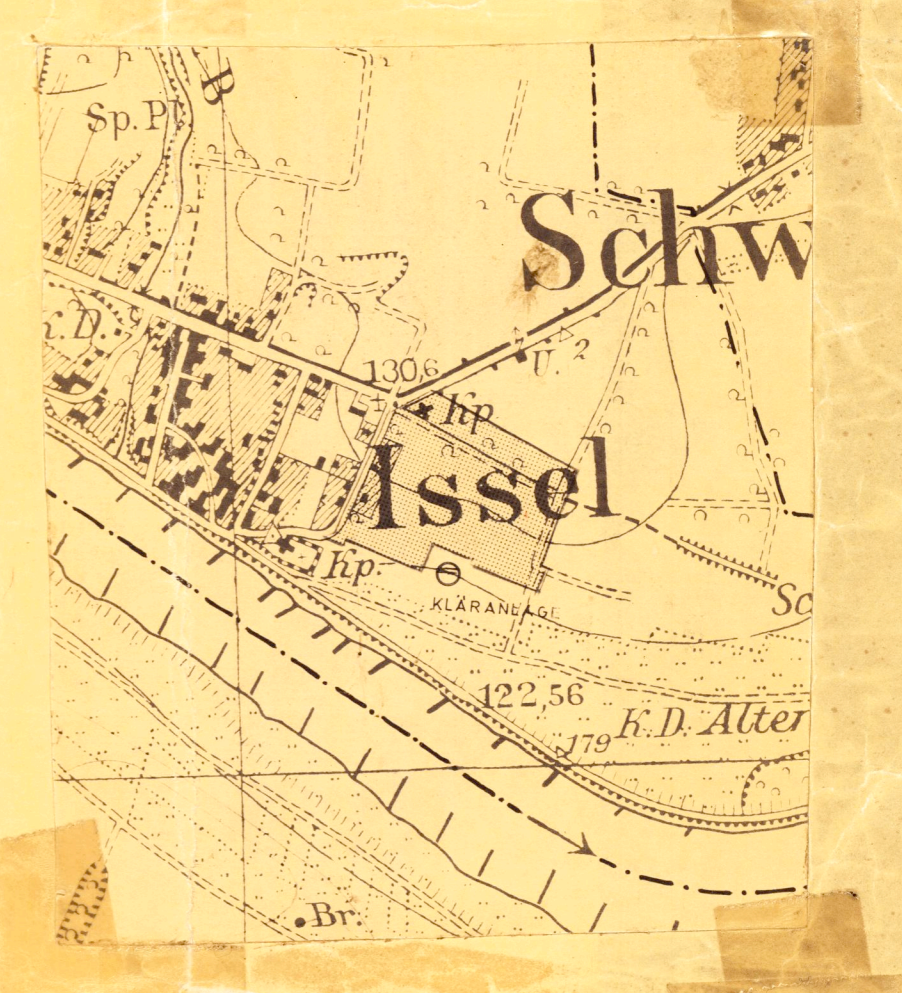 B
Sp. Pl
Schw
K.D.
130,6
Ü. 2
Kp
Issel
Kp.
KLÄRANLAGE
Sc
122,56
K.D. Alter
179
Br.